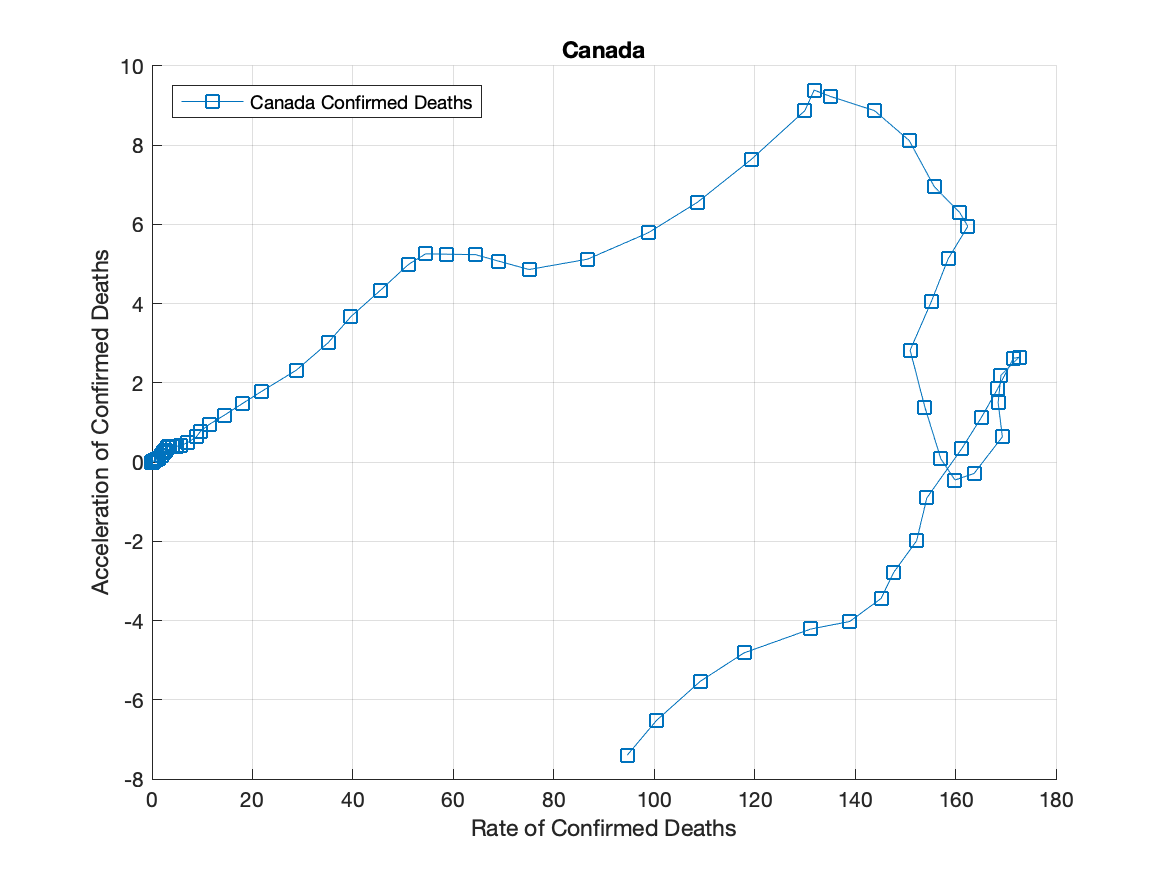 Canada
Canada Confirmed Deaths
10
8
6
4
2
0
-2
-4
-6
-8
Acceleration of Confirmed Deaths
0 20 40 60 80 100 120 140 160 180
Rate of Confirmed Deaths